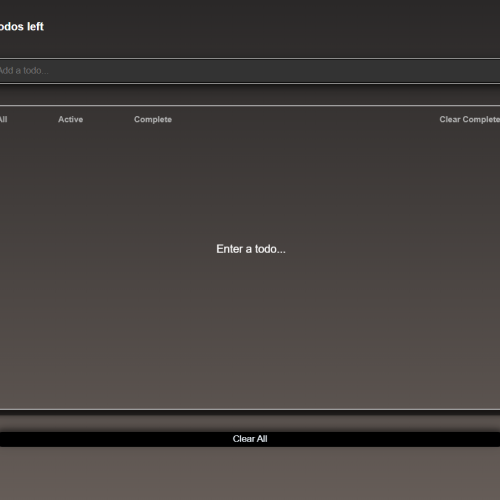 odos left
Add a todo...
All Active Complete Clear Complete
Enter a todo...
Clear All